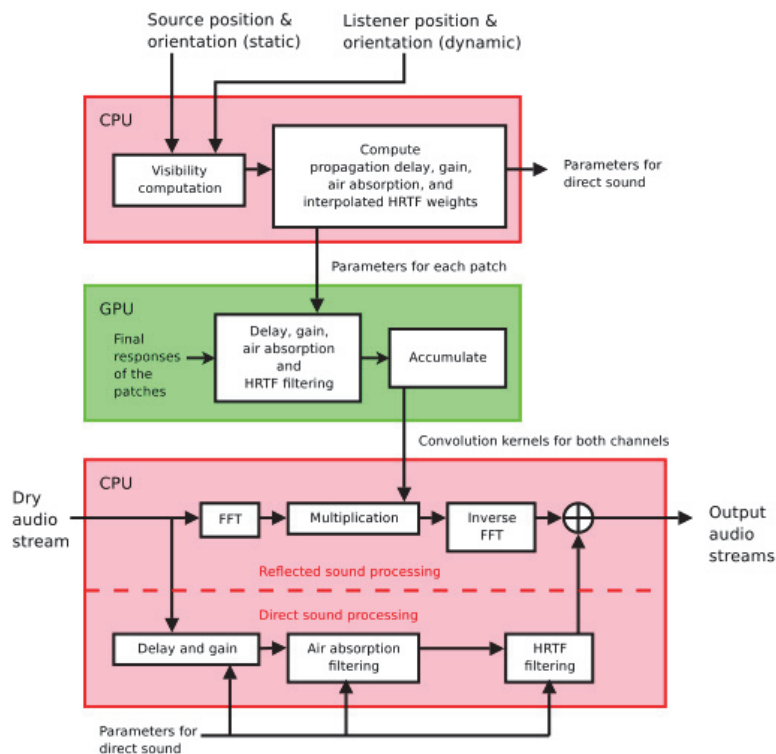 Source position &
orientation (static)
Listener position &
orientation (dynamic)
CPU
Visibility
computation
Compute
propagation delay, gain,
air absorption, and
interpolated HRTF weights
Parameters for
direct sound
Parameters for each patch
GPU
Final
responses
of the
patches
Delay, gain,
air absorption
and
HRTF filtering
Accumulate
Convolution kernels for both channels
CPU
Dry
audio
stream
FFT
Multiplication
Inverse
FFT
Output
audio
streams
Reflected sound processing
Direct sound processing
Delay and gain
Air absorption
filtering
HRTF
filtering
Parameters for
direct sound